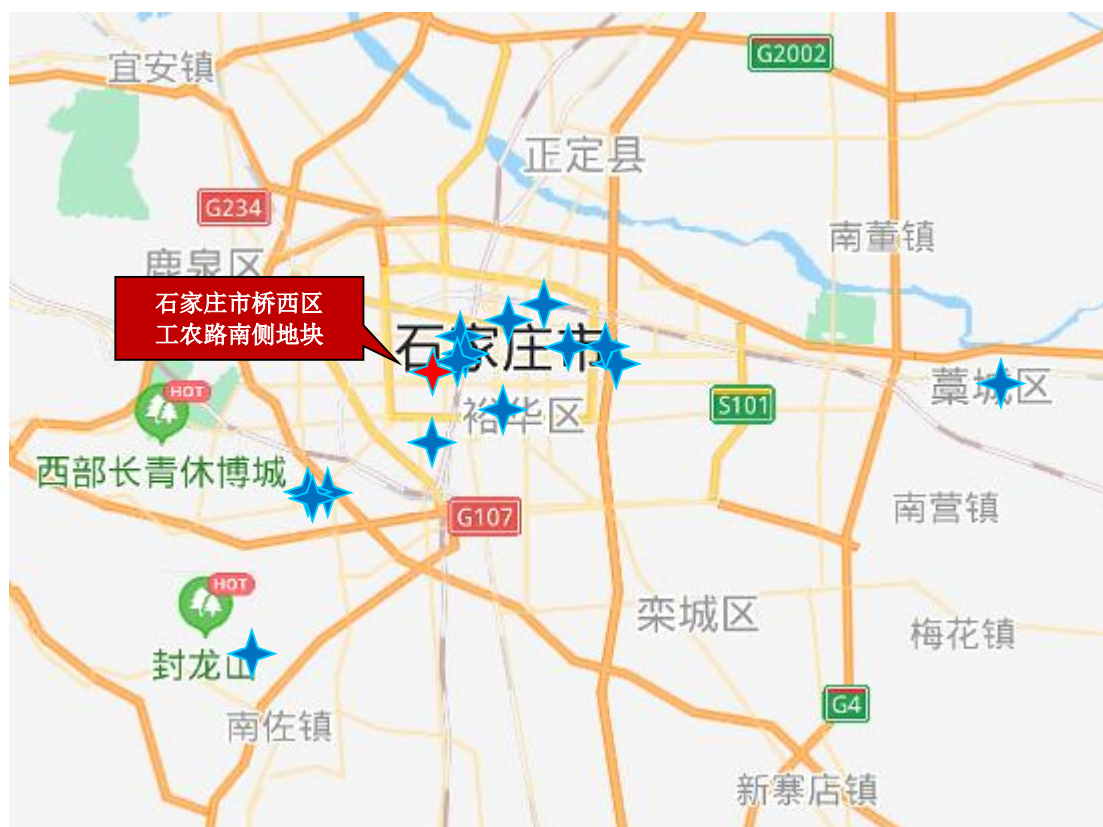 G2002
宜安镇
正定县
G234
南董镇
鹿泉区
石家庄市桥西区
工农路南侧地块
石家庄市
HOT
藁城区
S101
裕华区
西部长青休博城
南营镇
G107
HOT
栾城区
梅花镇
封龙山
G4
南佐镇
新寨店镇